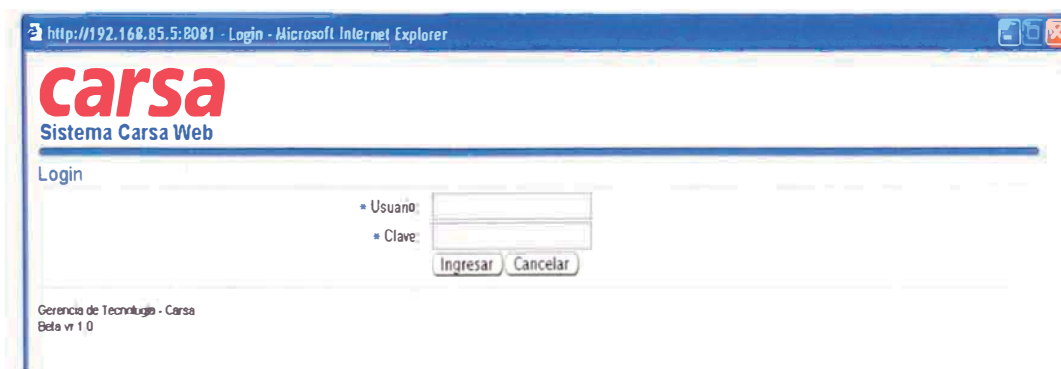 http://192.168.85.5:8081 - Login - Microsoft Internet Explorer
carsa
Sistema Carsa Web
Login
* Usuario:
* Clave:
Ingresar Cancelar
Gerencia de Tecnologia - Carsa
Beta vr 1.0